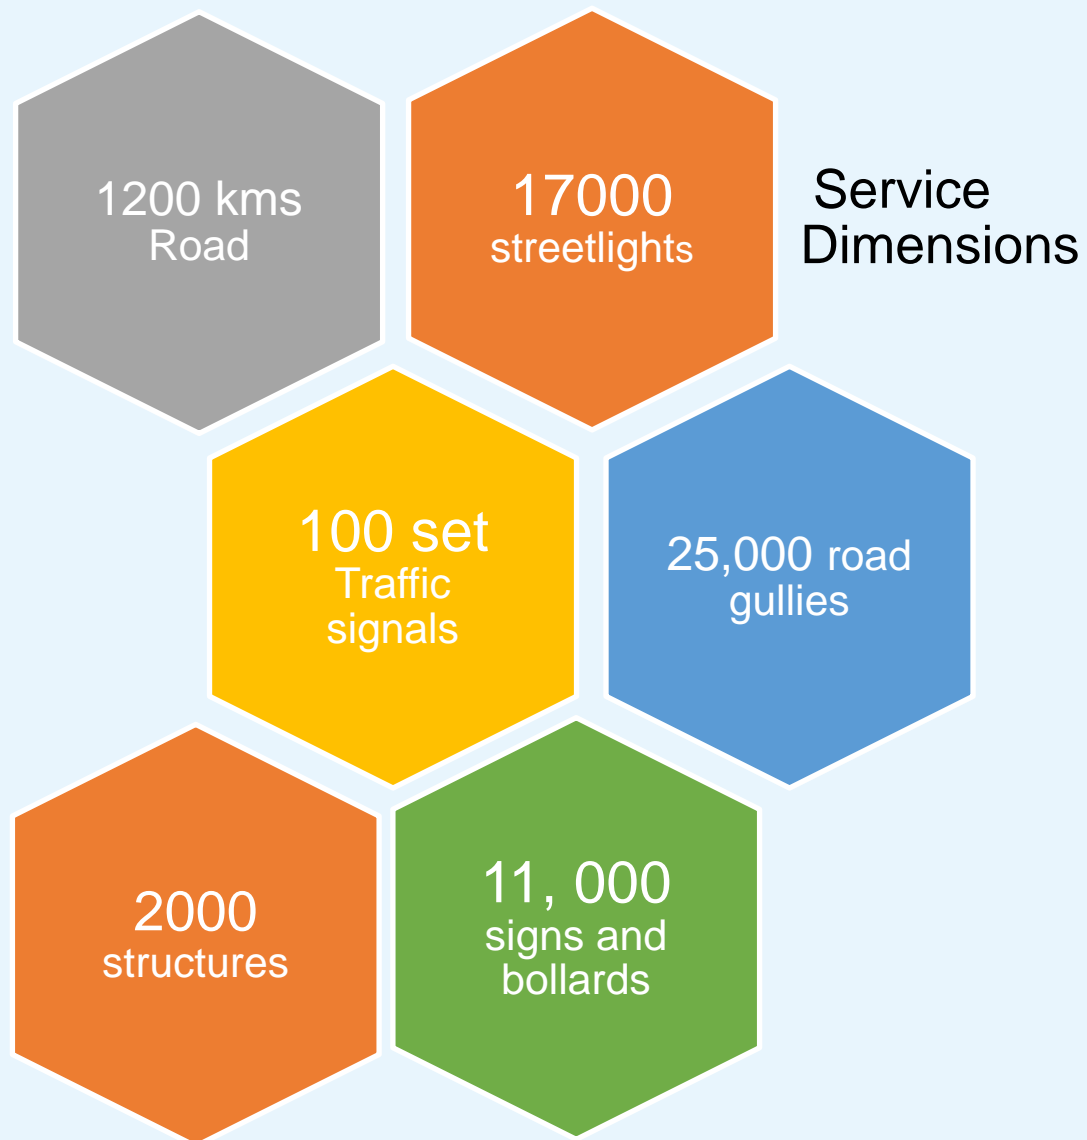 1200 kms
Road
17000
streetlights
Service
Dimensions
100 set
Traffic
signals
25,000 road
gullies
2000
structures
11, 000
signs and
bollards